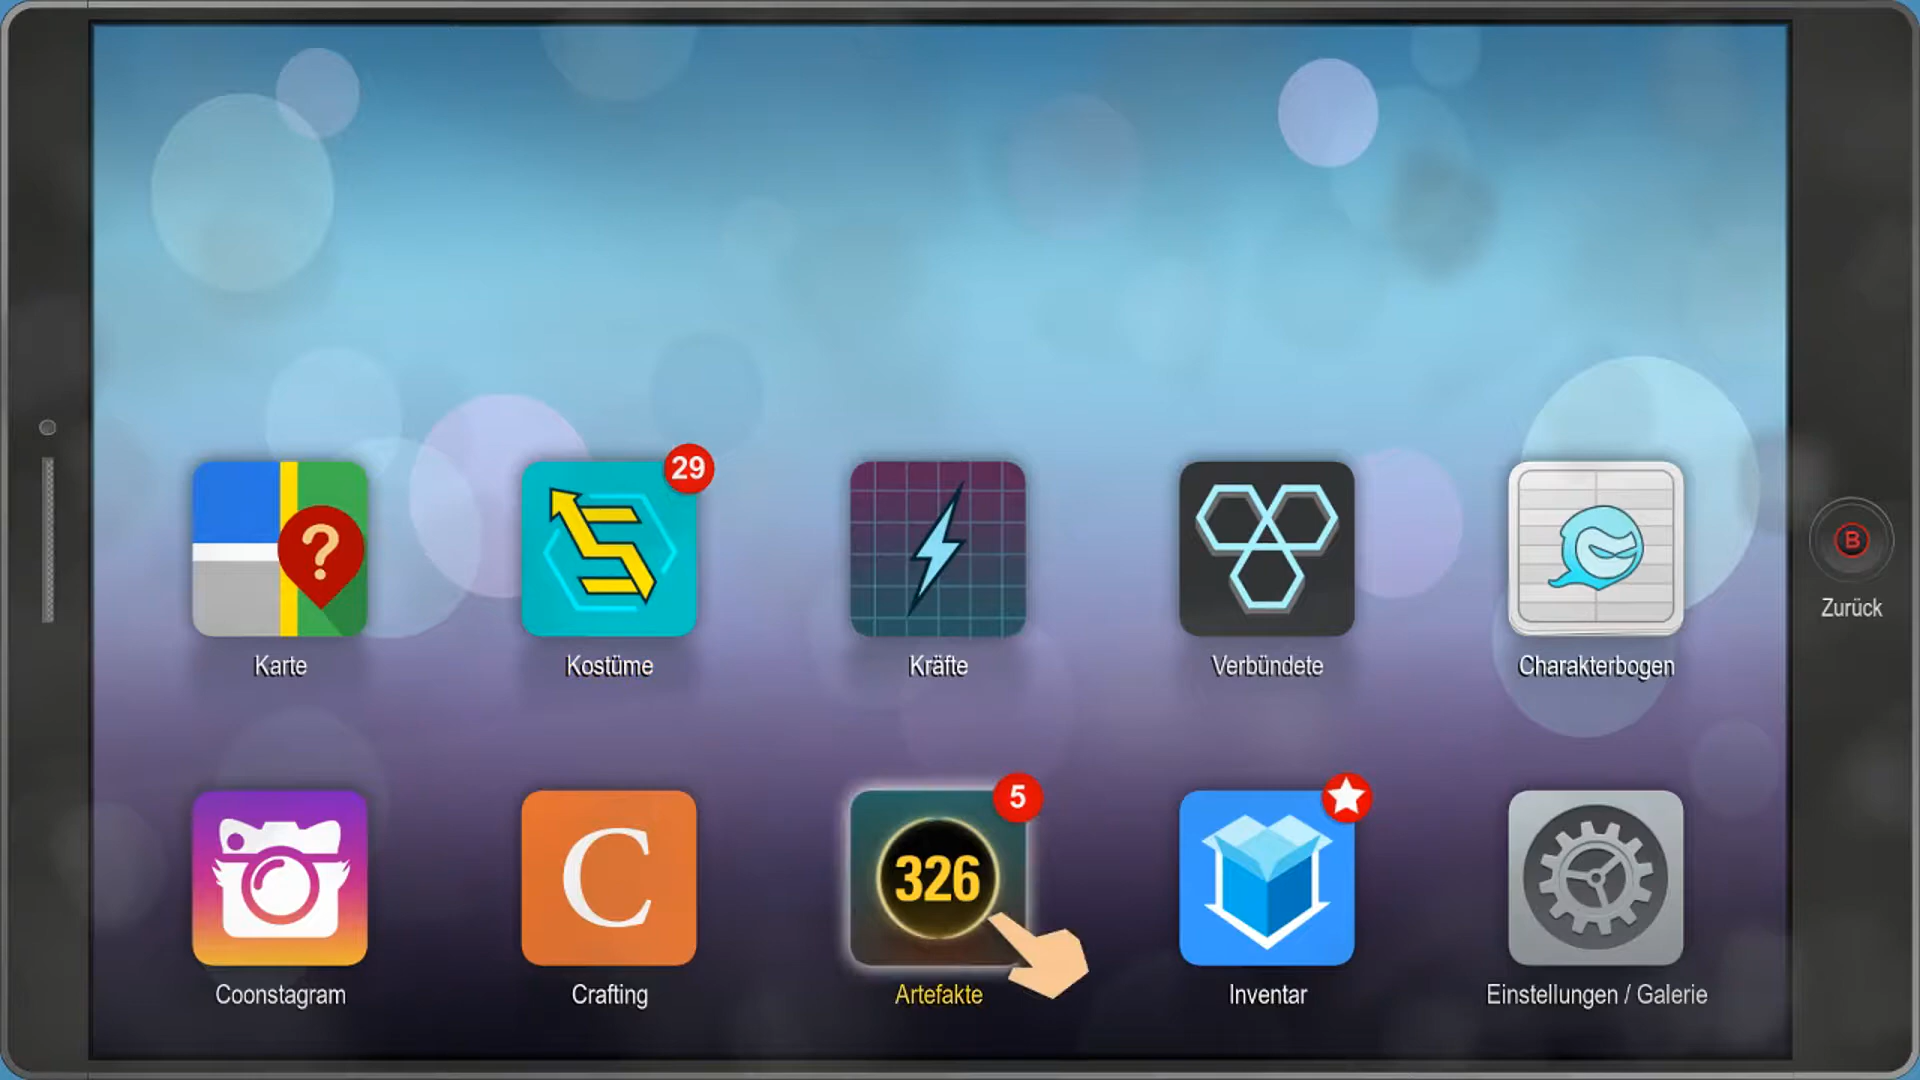 29
?
Karte
Kostüme
Kräfte
Verbündete
Charakterbogen
B
Zurück
5
C
326
Coonstagram
Crafting
Artefakte
Inventar
Einstellungen / Galerie